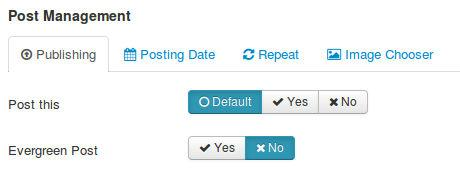 Post Management
Publishing Posting Date Repeat Image Chooser
Post this Default Yes No
Evergreen Post Yes No